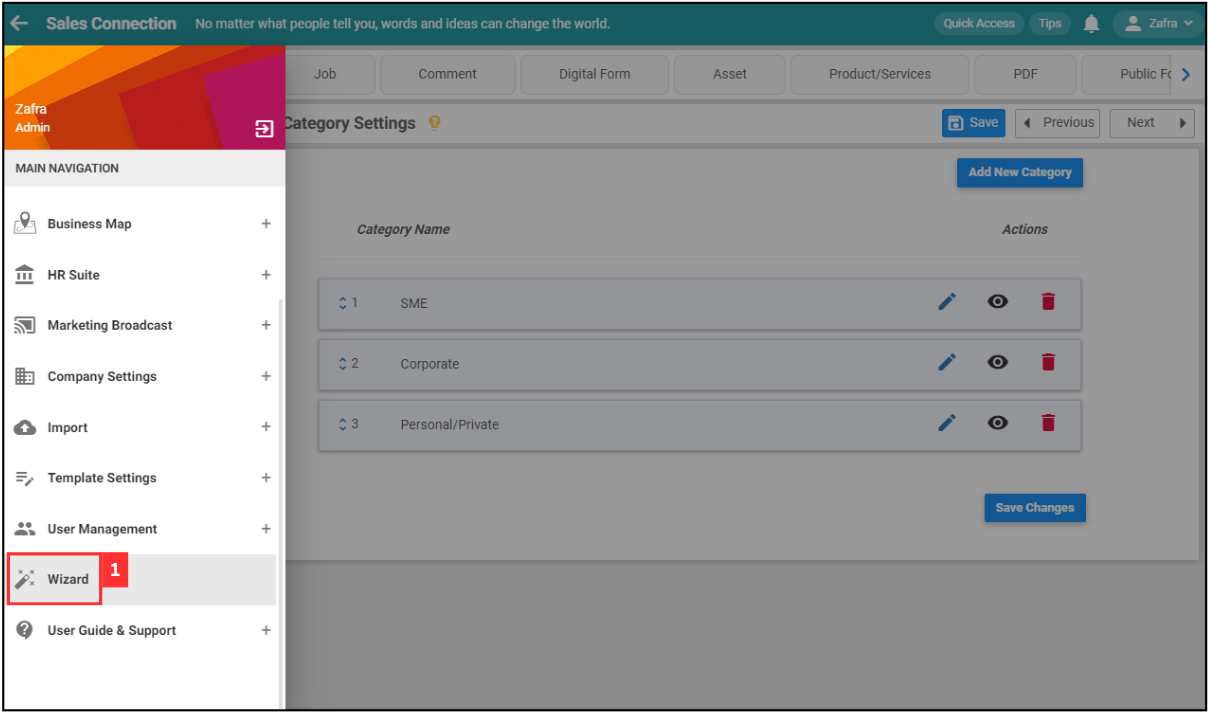 Sales Connection No matter what people tell you, words and ideas can change the world. Quick Access Tips Zafra
Job Comment Digital Form Asset Product/Services PDF Public Fo
Zafra
Admin
Category Settings Save Previous Next
MAIN NAVIGATION
Add New Category
Business Map +
Category Name Actions
HR Suite +
1 SME
Marketing Broadcast +
2 Corporate
Company Settings +
3 Personal/Private
Import +
Template Settings +
Save Changes
User Management +
Wizard 1
User Guide & Support +